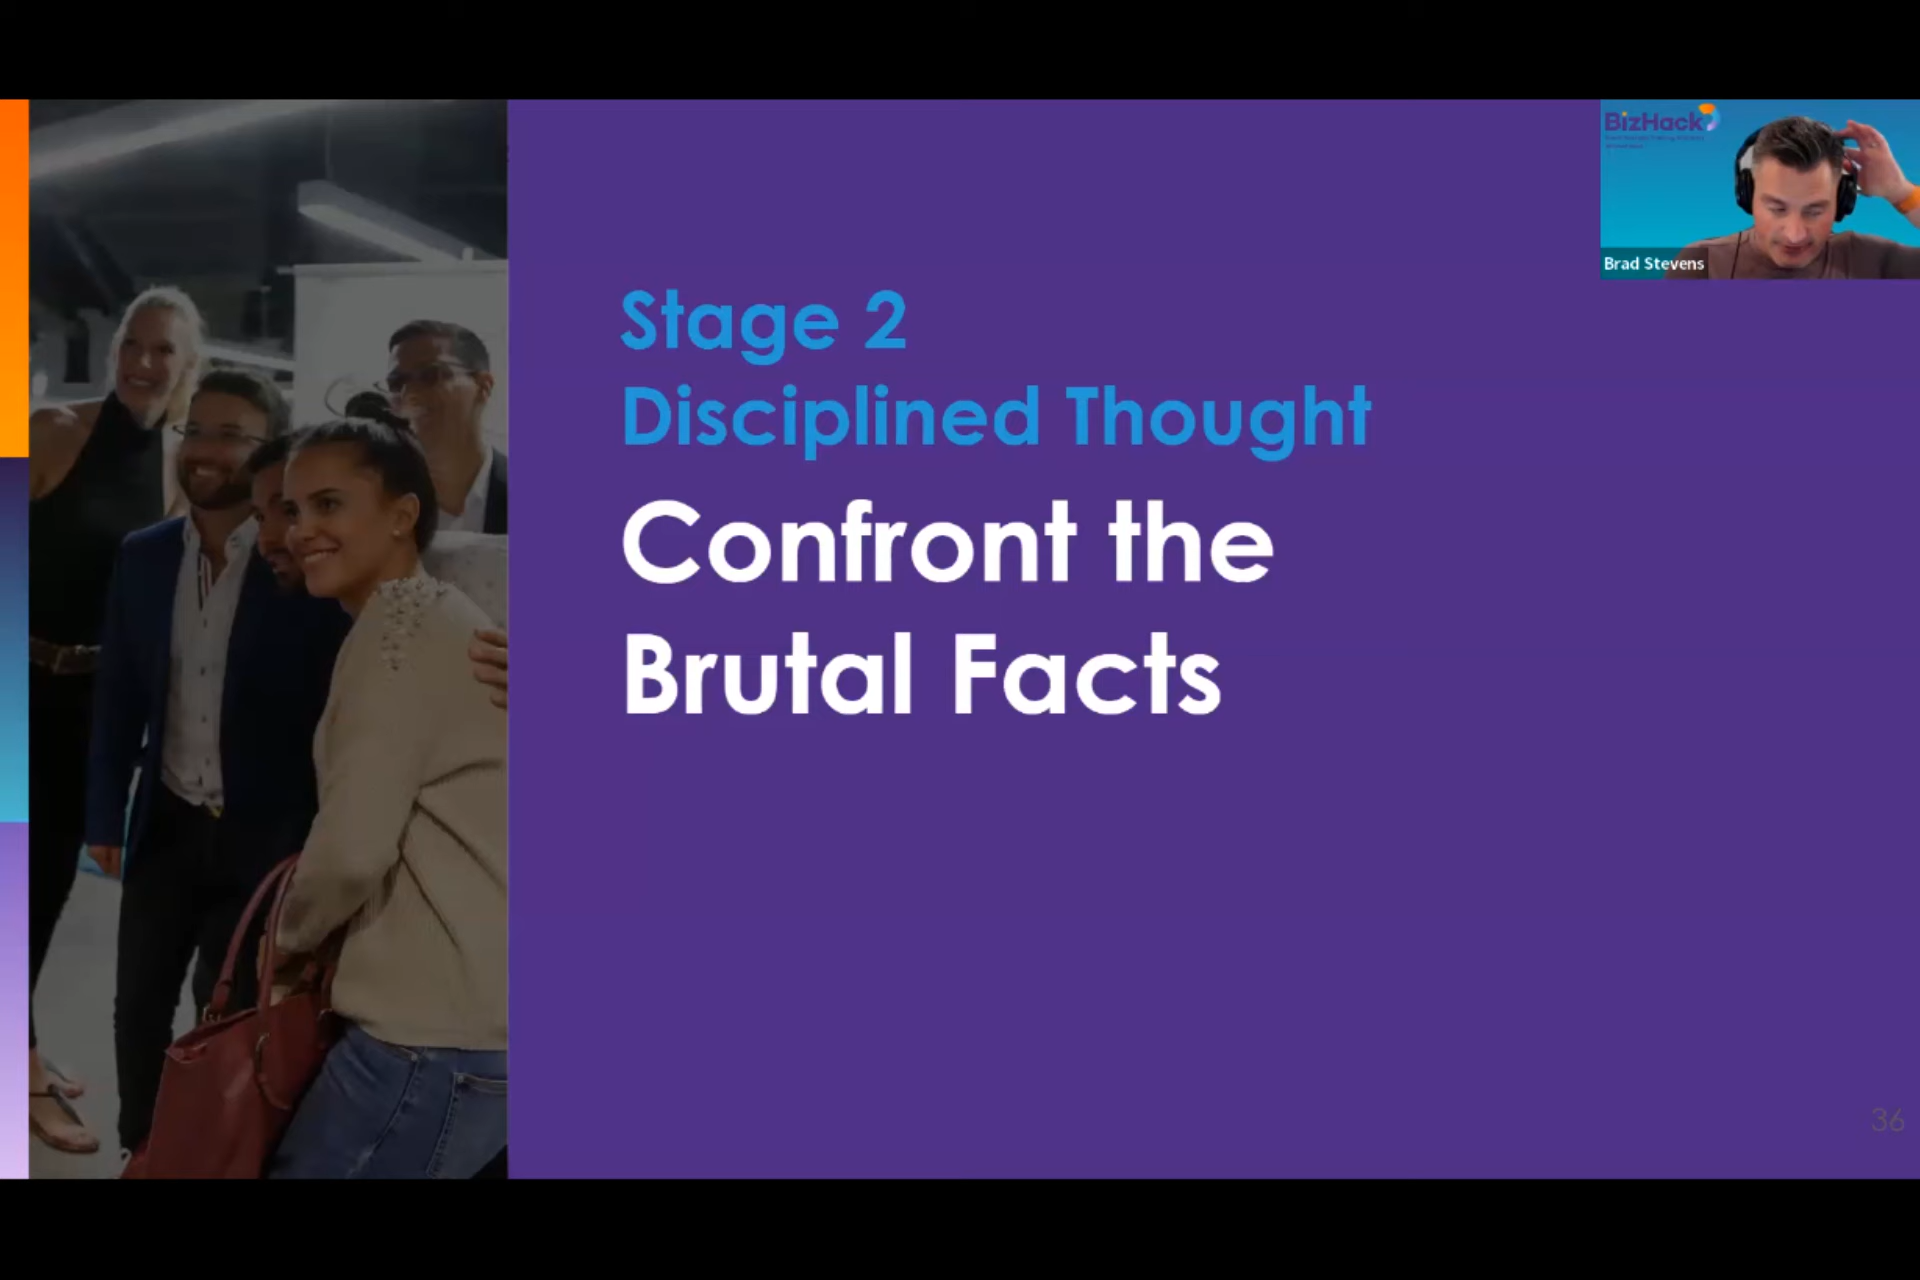 BizHack
Brad Stevens
Stage 2
Disciplined Thought
Confront the
Brutal Facts
36